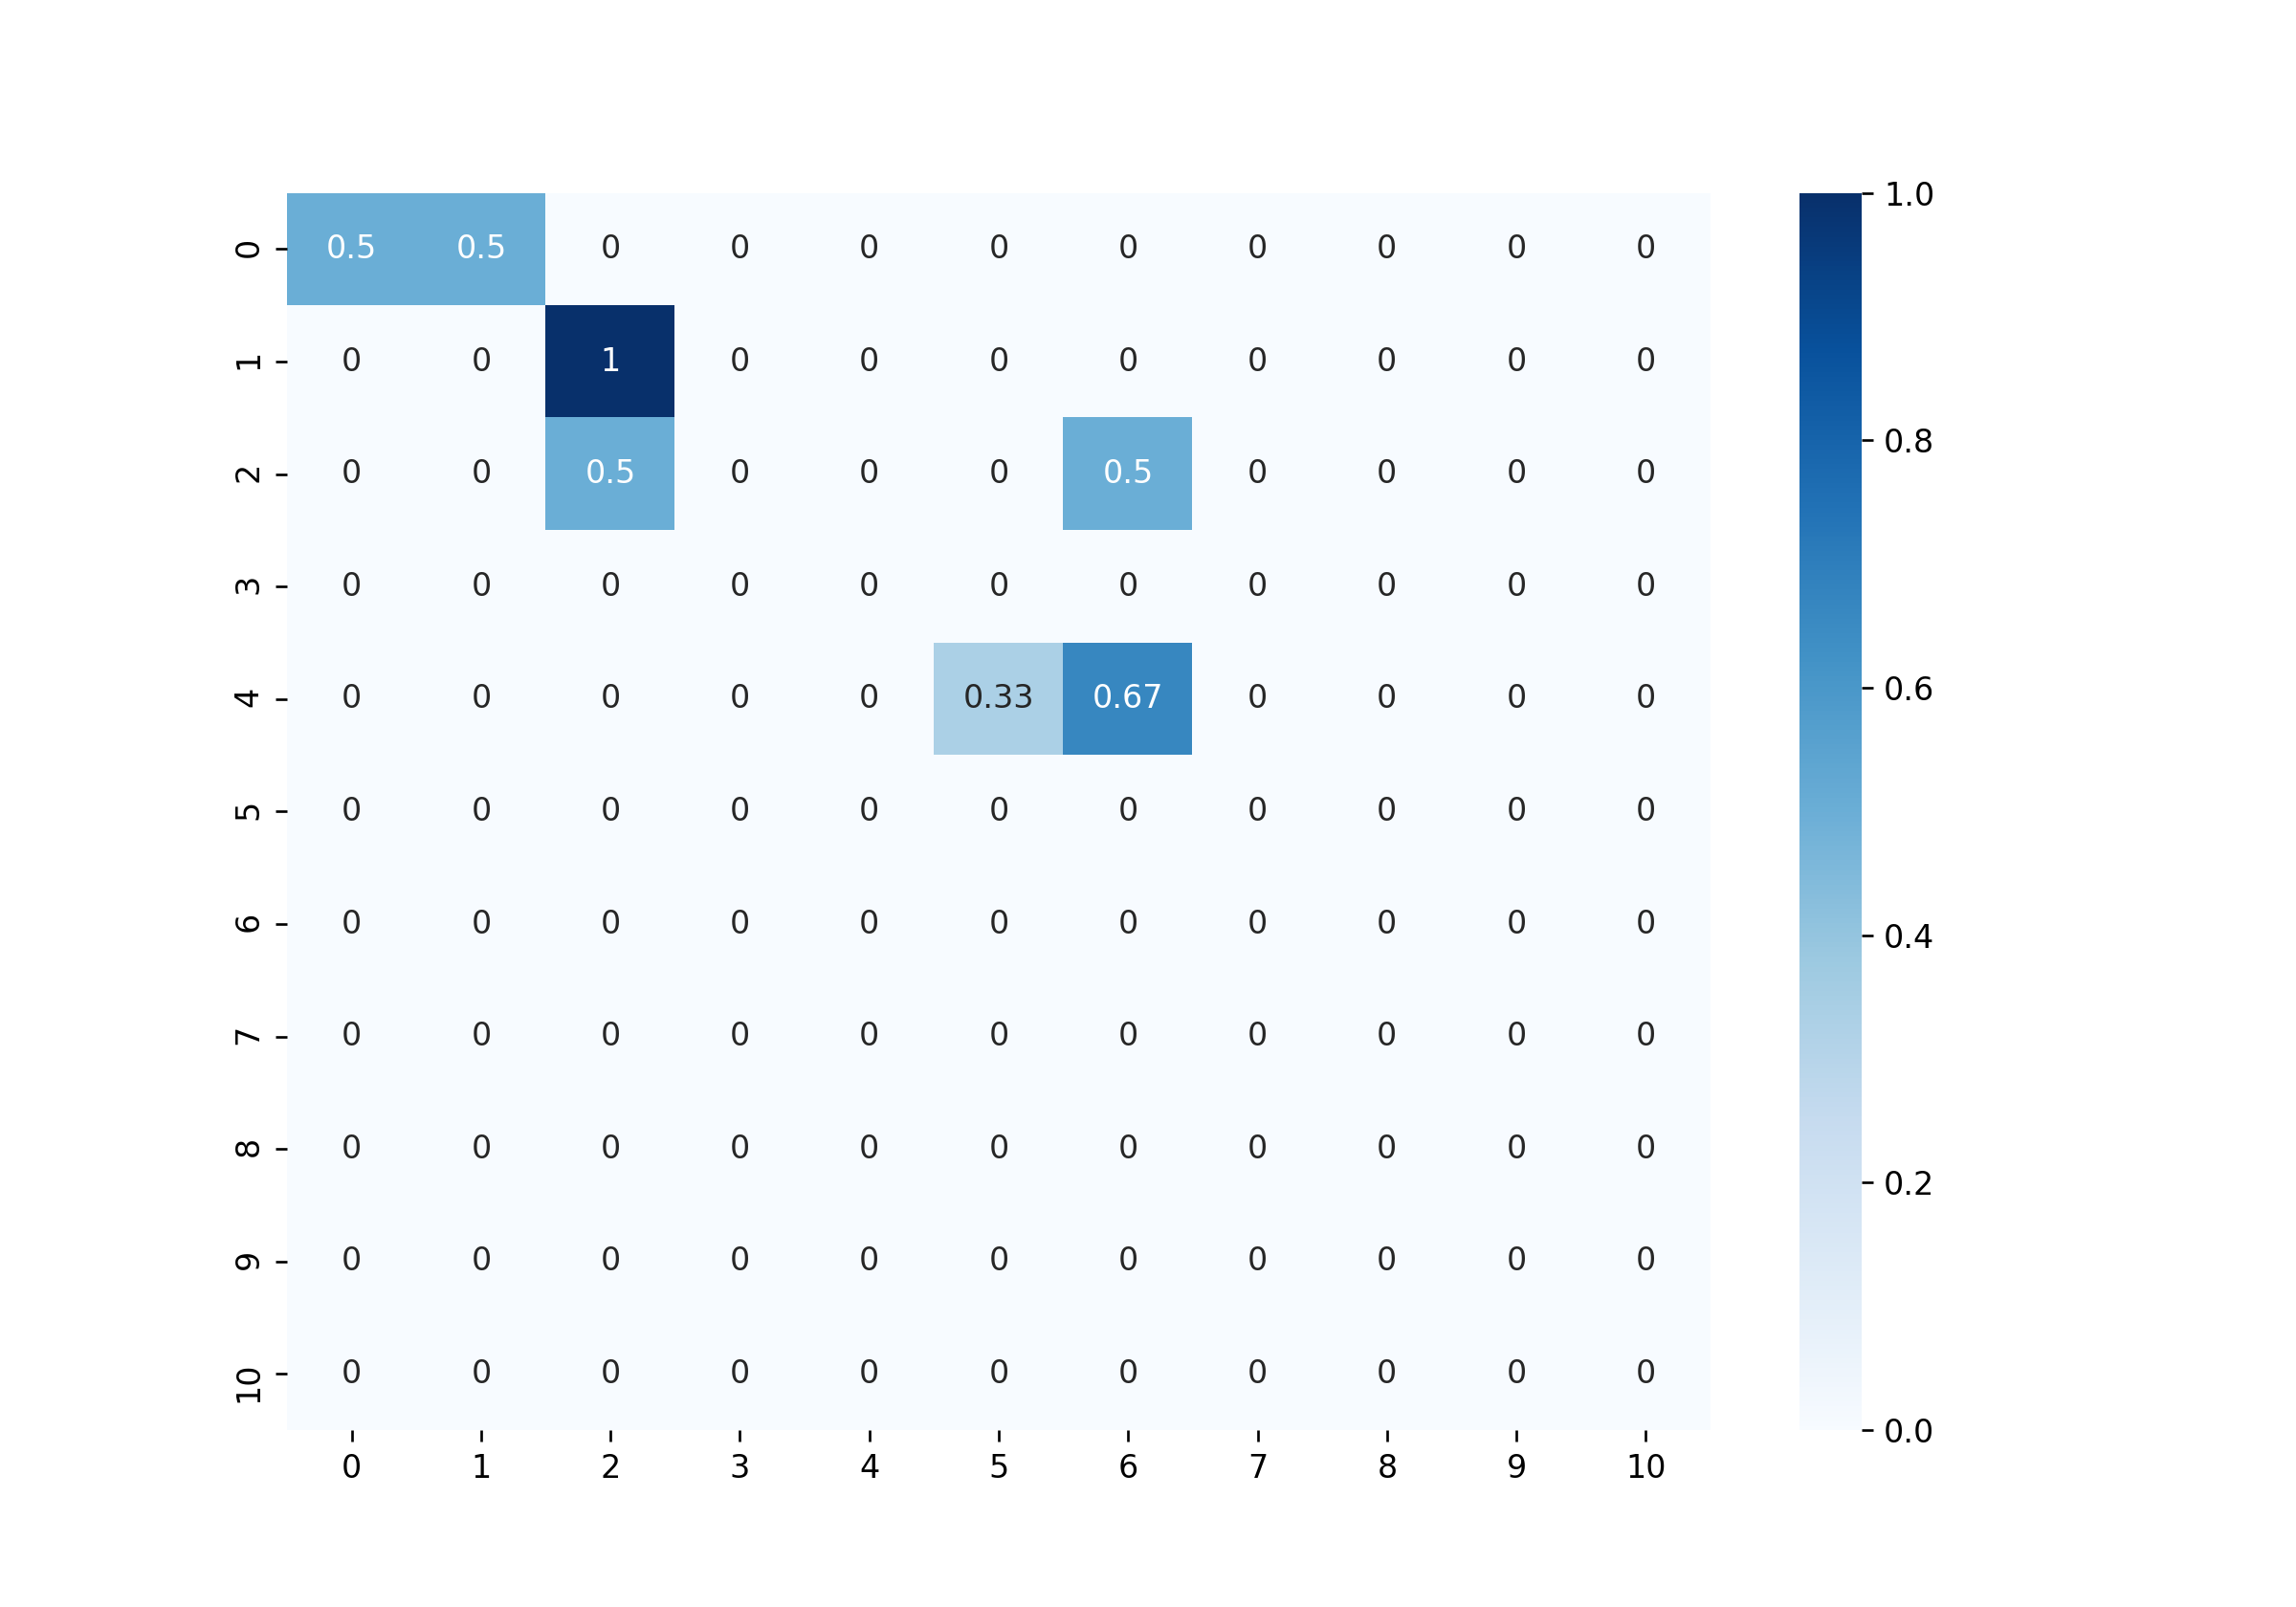 1.0
0 0.5 0.5 0 0 0 0 0 0 0 0 0
1 0 0 1 0 0 0 0 0 0 0 0
0.8
2 0 0 0.5 0 0 0 0.5 0 0 0 0
3 0 0 0 0 0 0 0 0 0 0 0
0.6
4 0 0 0 0 0 0.33 0.67 0 0 0 0
5 0 0 0 0 0 0 0 0 0 0 0
6 0 0 0 0 0 0 0 0 0 0 0
0.4
7 0 0 0 0 0 0 0 0 0 0 0
8 0 0 0 0 0 0 0 0 0 0 0
0.2
9 0 0 0 0 0 0 0 0 0 0 0
10 0 0 0 0 0 0 0 0 0 0 0
0.0
0 1 2 3 4 5 6 7 8 9 10